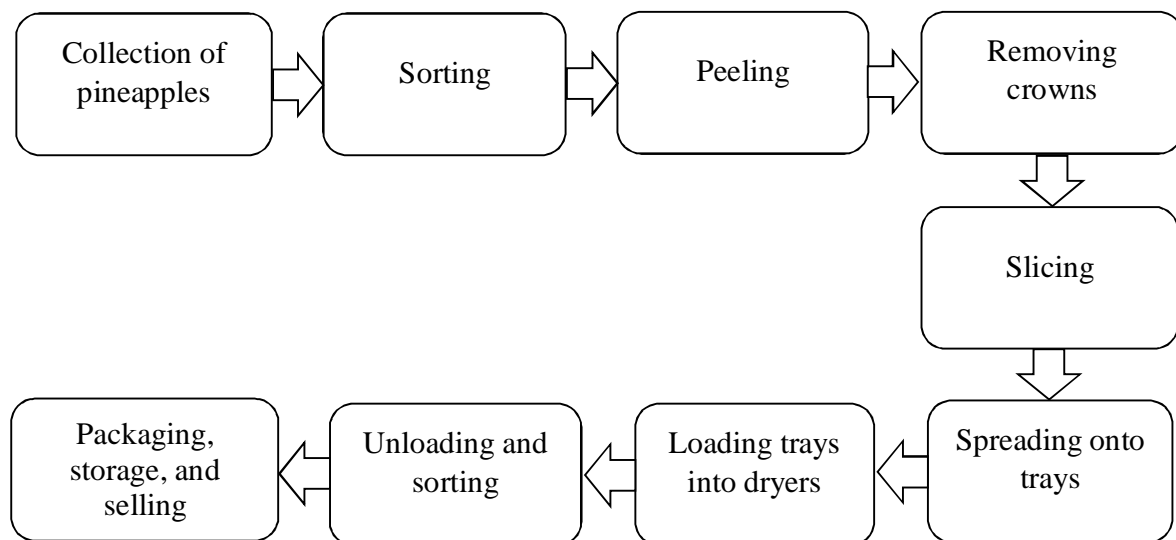 Collection of
pineapples
Sorting
Peeling
Removing
crowns
Slicing
Spreading onto
trays
Loading trays
into dryers
Unloading and
sorting
Packaging,
storage, and
selling